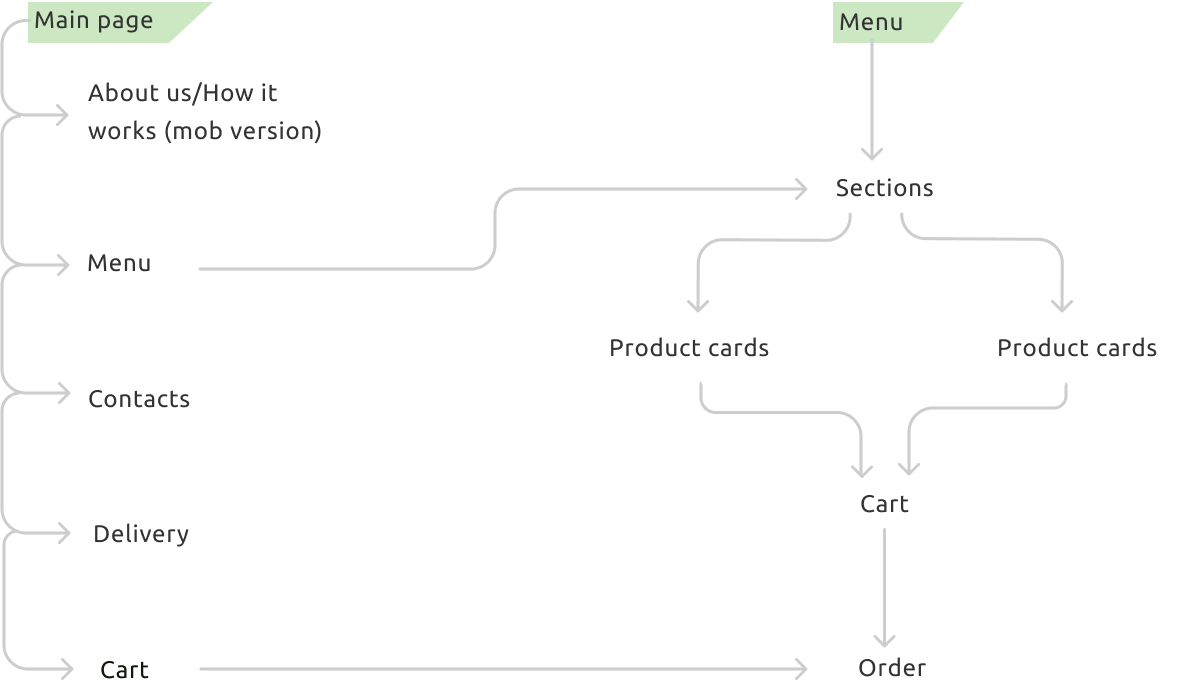 Main page
About us/How it
works (mob version)
Menu
Contacts
Delivery
Cart
Menu
Sections
Product cards
Product cards
Cart
Order